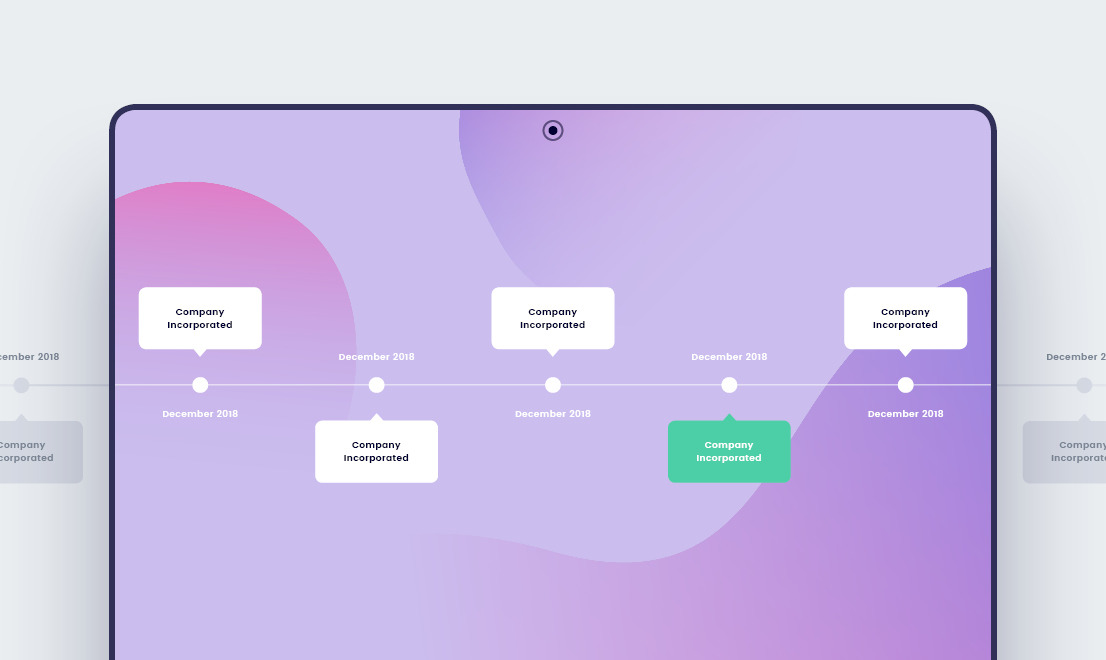 Company
Incorporated
Company
Incorporated
Company
Incorporated
cember 2018
December 2018
December 2018
December 2
December 2018
December 2018
December 2018
Company
Incorporated
Company
Incorporated
Company
corporated
Company
Incorporate